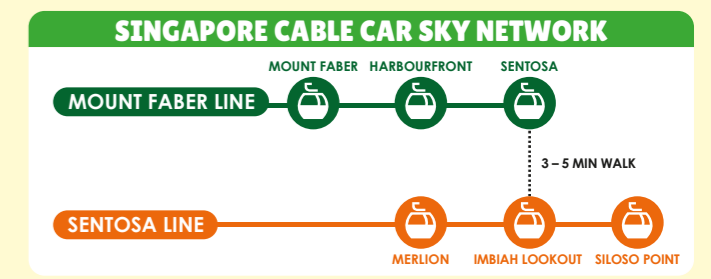 SINGAPORE CABLE CAR SKY NETWORK
MOUNT FABER HARBOURFRONT SENTOSA
MOUNT FABER LINE
3 – 5 MIN WALK
SENTOSA LINE
MERLION IMBIAH LOOKOUT SILOSO POINT